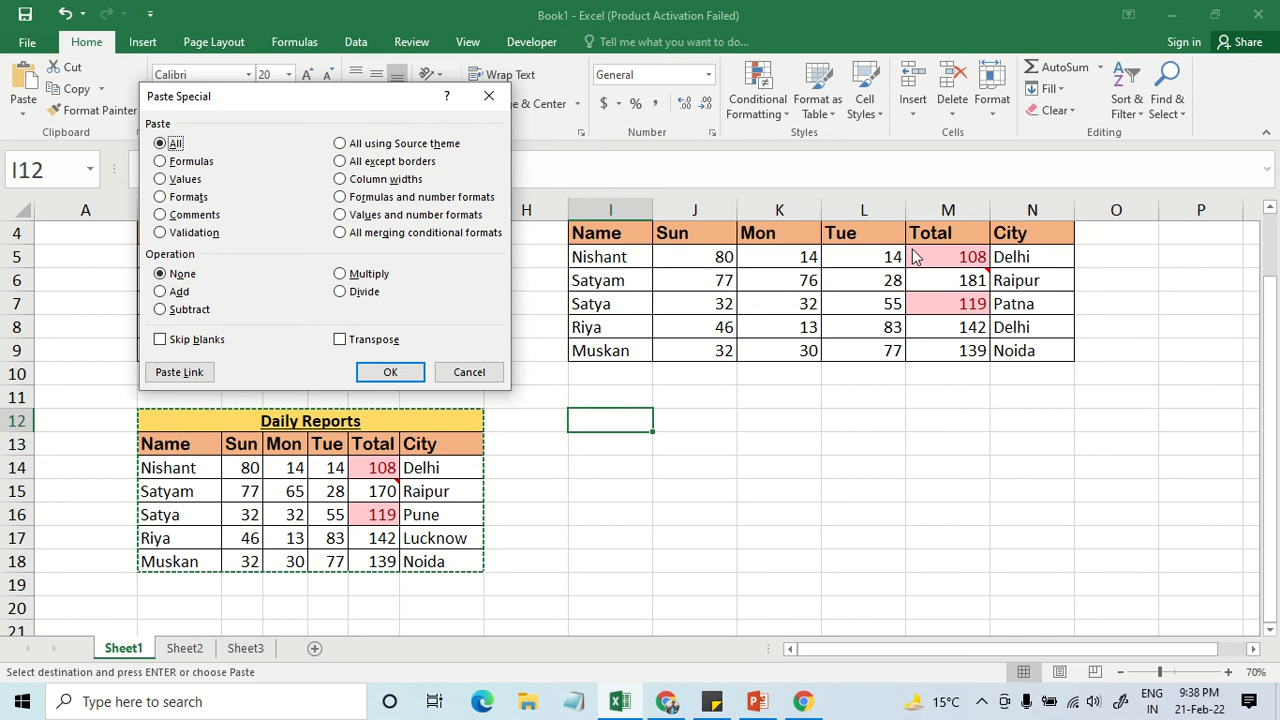 Book1 - Excel (Product Activation Failed)
File Home Insert Page Layout Formulas Data Review View Developer Tell me what you want to do... Sign in Share
Paste Cut Copy Format Painter Clipboard
Calibri 20 Wrap Text
General
Conditional Formatting Format as Table Cell Styles Styles
Insert Delete Format Cells
AutoSum Fill Clear Sort & Filter Find & Select Editing
& Center $ % , Number
I12
Paste Special ?
Paste
All All using Source theme
Formulas All except borders
Values Column widths
Formats Formulas and number formats
Comments Values and number formats
Validation All merging conditional formats
Operation
None Multiply
Add Divide
Subtract
Skip blanks Transpose
Paste Link OK Cancel
A H I J K L M N O P
4 Name Sun Mon Tue Total City
5 Nishant 80 14 14 108 Delhi
6 Satyam 77 76 28 181 Raipur
7 Satya 32 32 55 119 Patna
8 Riya 46 13 83 142 Delhi
9 Muskan 32 30 77 139 Noida
10
11
12 Daily Reports
13 Name Sun Mon Tue Total City
14 Nishant 80 14 14 108 Delhi
15 Satyam 77 65 28 170 Raipur
16 Satya 32 32 55 119 Pune
17 Riya 46 13 83 142 Lucknow
18 Muskan 32 30 77 139 Noida
19
20
21
Sheet1 Sheet2 Sheet3
Select destination and press ENTER or choose Paste 70%
Type here to search 15°C ENG IN 9:38 PM 21-Feb-22